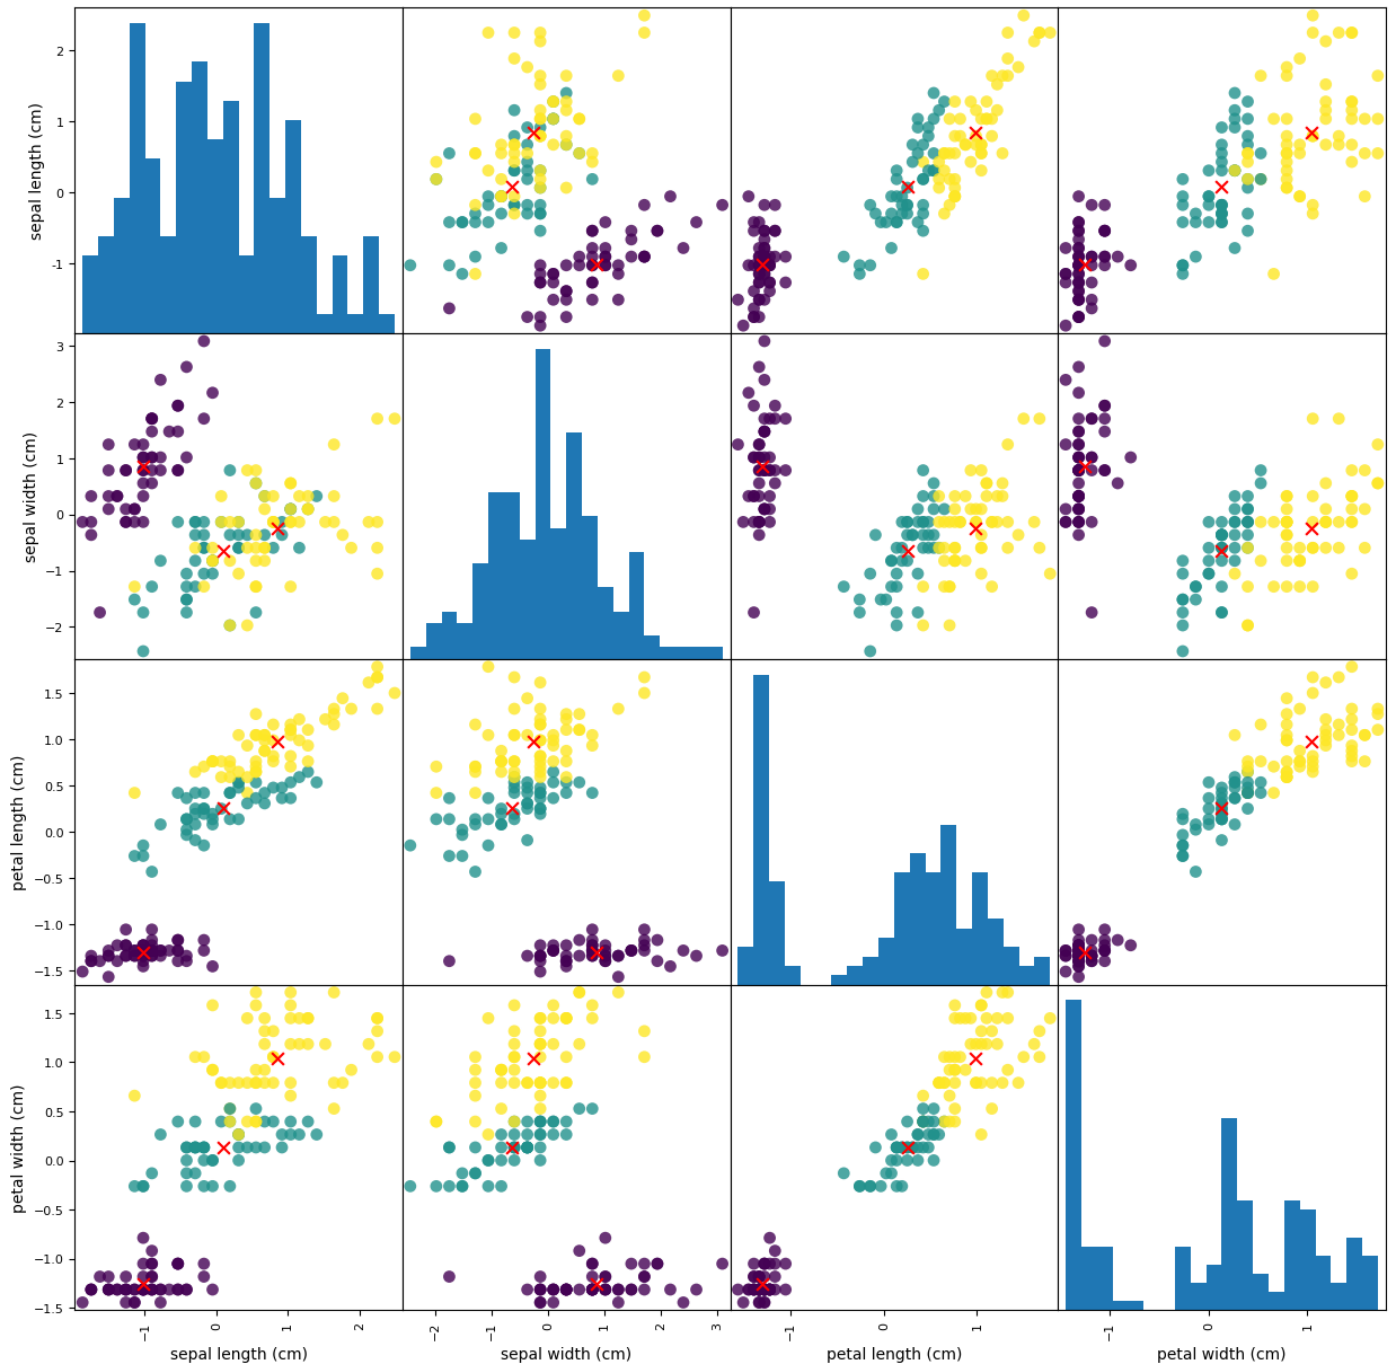 sepal length (cm)
2
1
0
-1
sepal width (cm)
3
2
1
0
−1
−2
petal length (cm)
1.5
1.0
0.5
0.0
−0.5
−1.0
−1.5
petal width (cm)
1.5
1.0
0.5
0.0
−0.5
−1.0
−1.5
−1 0 1 2
−2 −1 0 1 2 3
−1 0 1
−1 0 1
sepal length (cm) sepal width (cm) petal length (cm) petal width (cm)